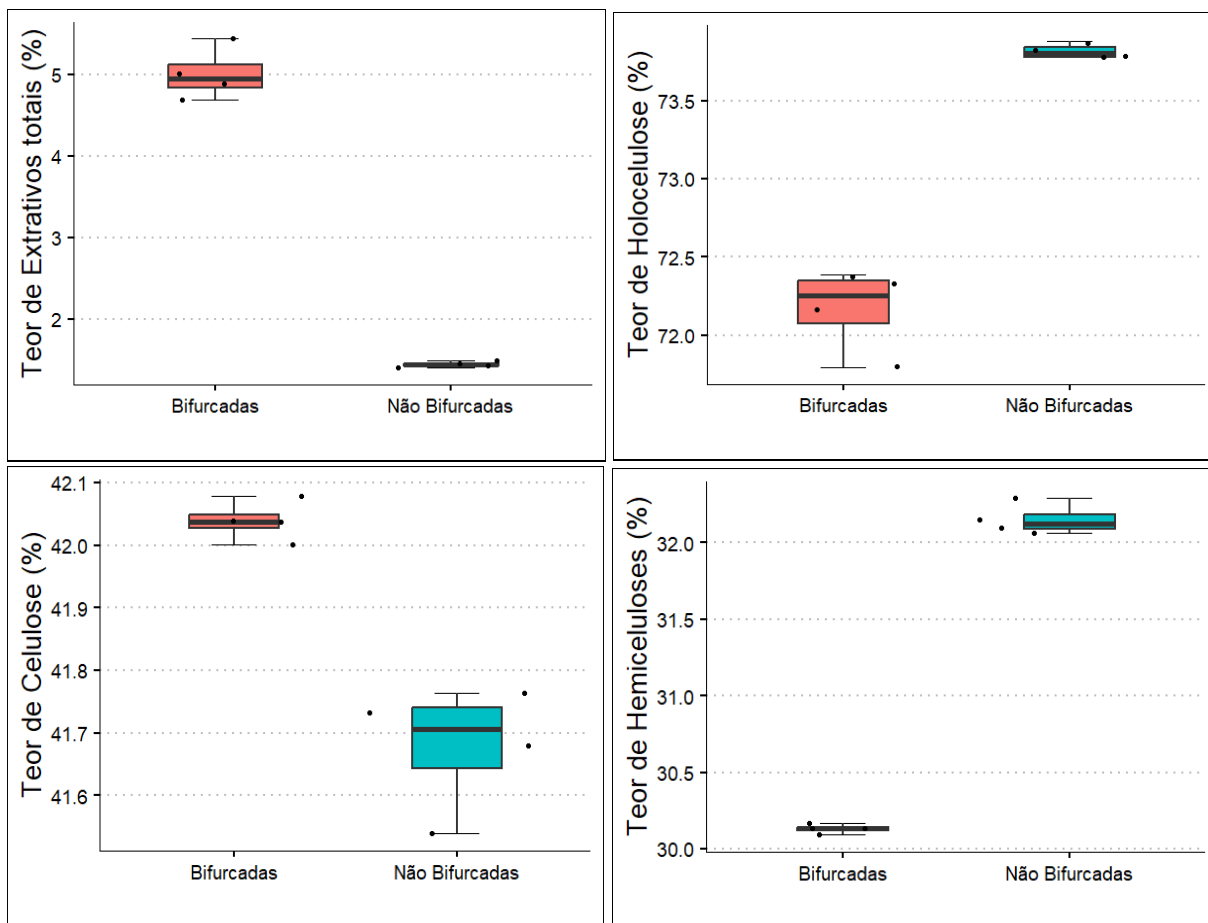 Teor de Extrativos totais (%)
5
4
3
2
Bifurcadas
Não Bifurcadas
Teor de Holocelulose (%)
73.5
73.0
72.5
72.0
Bifurcadas
Não Bifurcadas
Teor de Celulose (%)
42.1
42.0
41.9
41.8
41.7
41.6
Bifurcadas
Não Bifurcadas
Teor de Hemiceluloses (%)
32.0
31.5
31.0
30.5
30.0
Bifurcadas
Não Bifurcadas